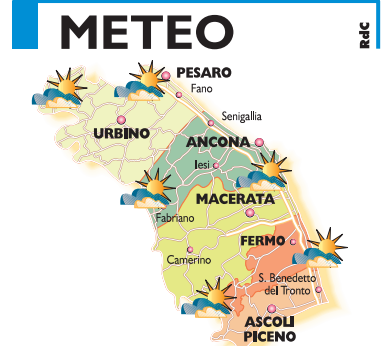 METEO
RdC
PESARO
Fano
Senigallia
URBINO
ANCONA
Iesi
MACERATA
Fabriano
FERMO
Camerino
S. Benedetto
del Tronto
ASCOLI
PICENO